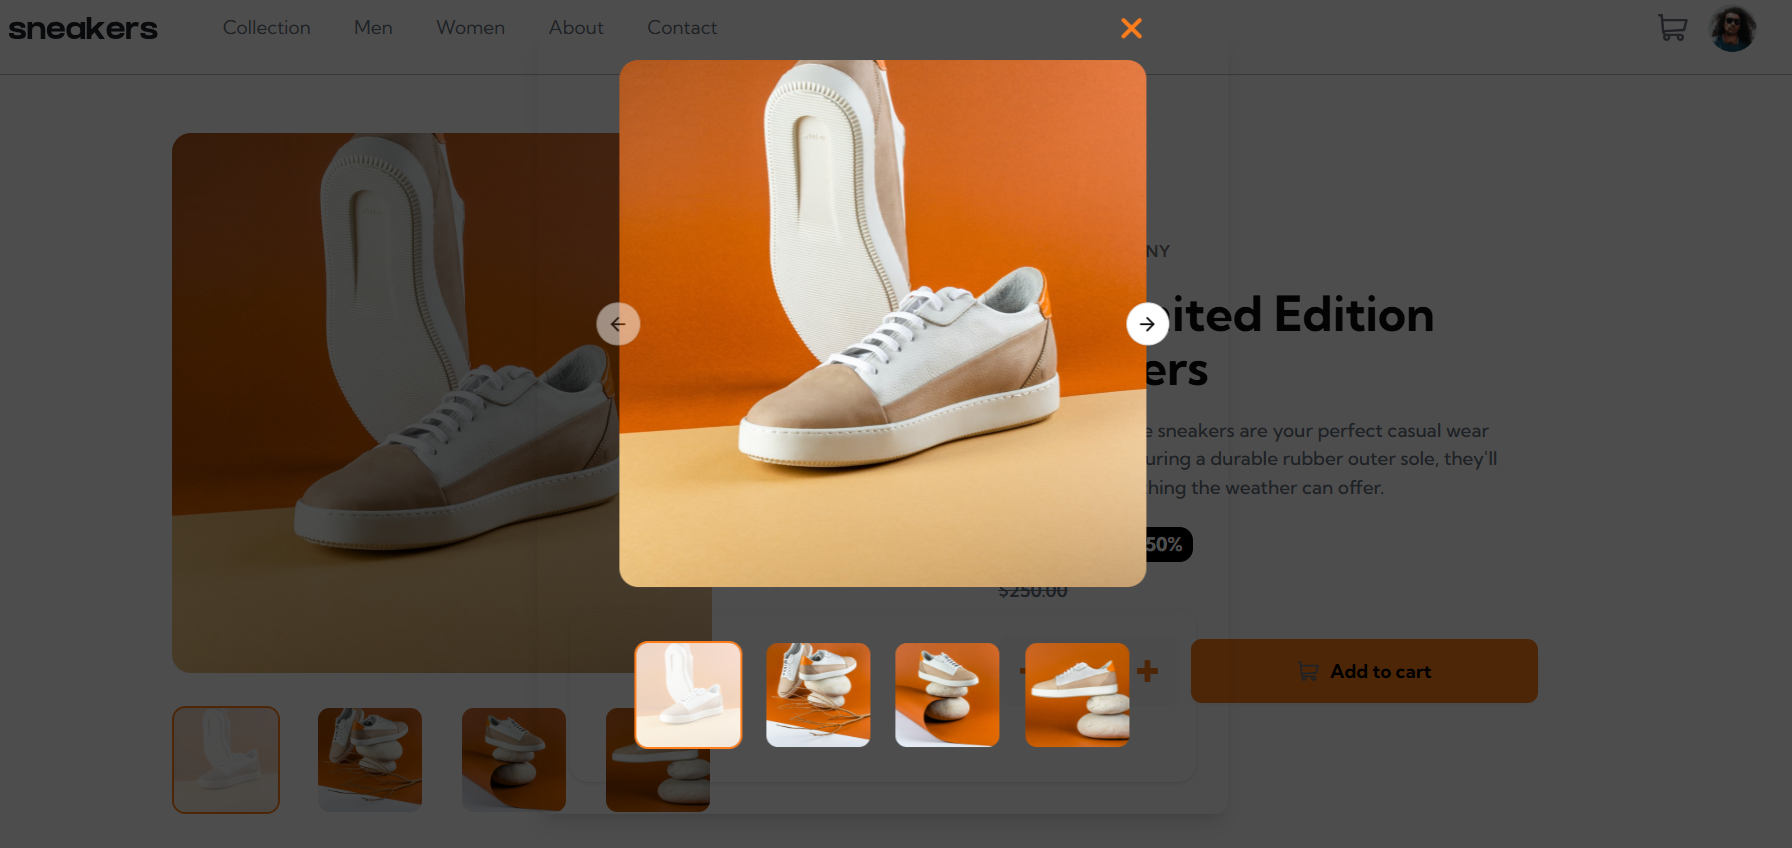 sneakers
Collection Men Women About Contact
NY
ited Edition
ers
sneakers are your perfect casual wear
uring a durable rubber outer sole, they'll
hing the weather can offer.
50%
$250.00
Add to cart